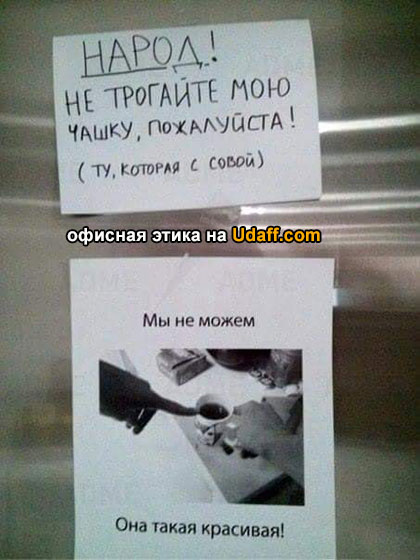 НАРОД!
НЕ ТРОГАЙТЕ МОЮ
ЧАШКУ, ПОЖАЛУЙСТА!
(ТУ, КОТОРАЯ С СОВОЙ)
офисная этика на Udaff.com
Мы не можем
Она такая красивая!